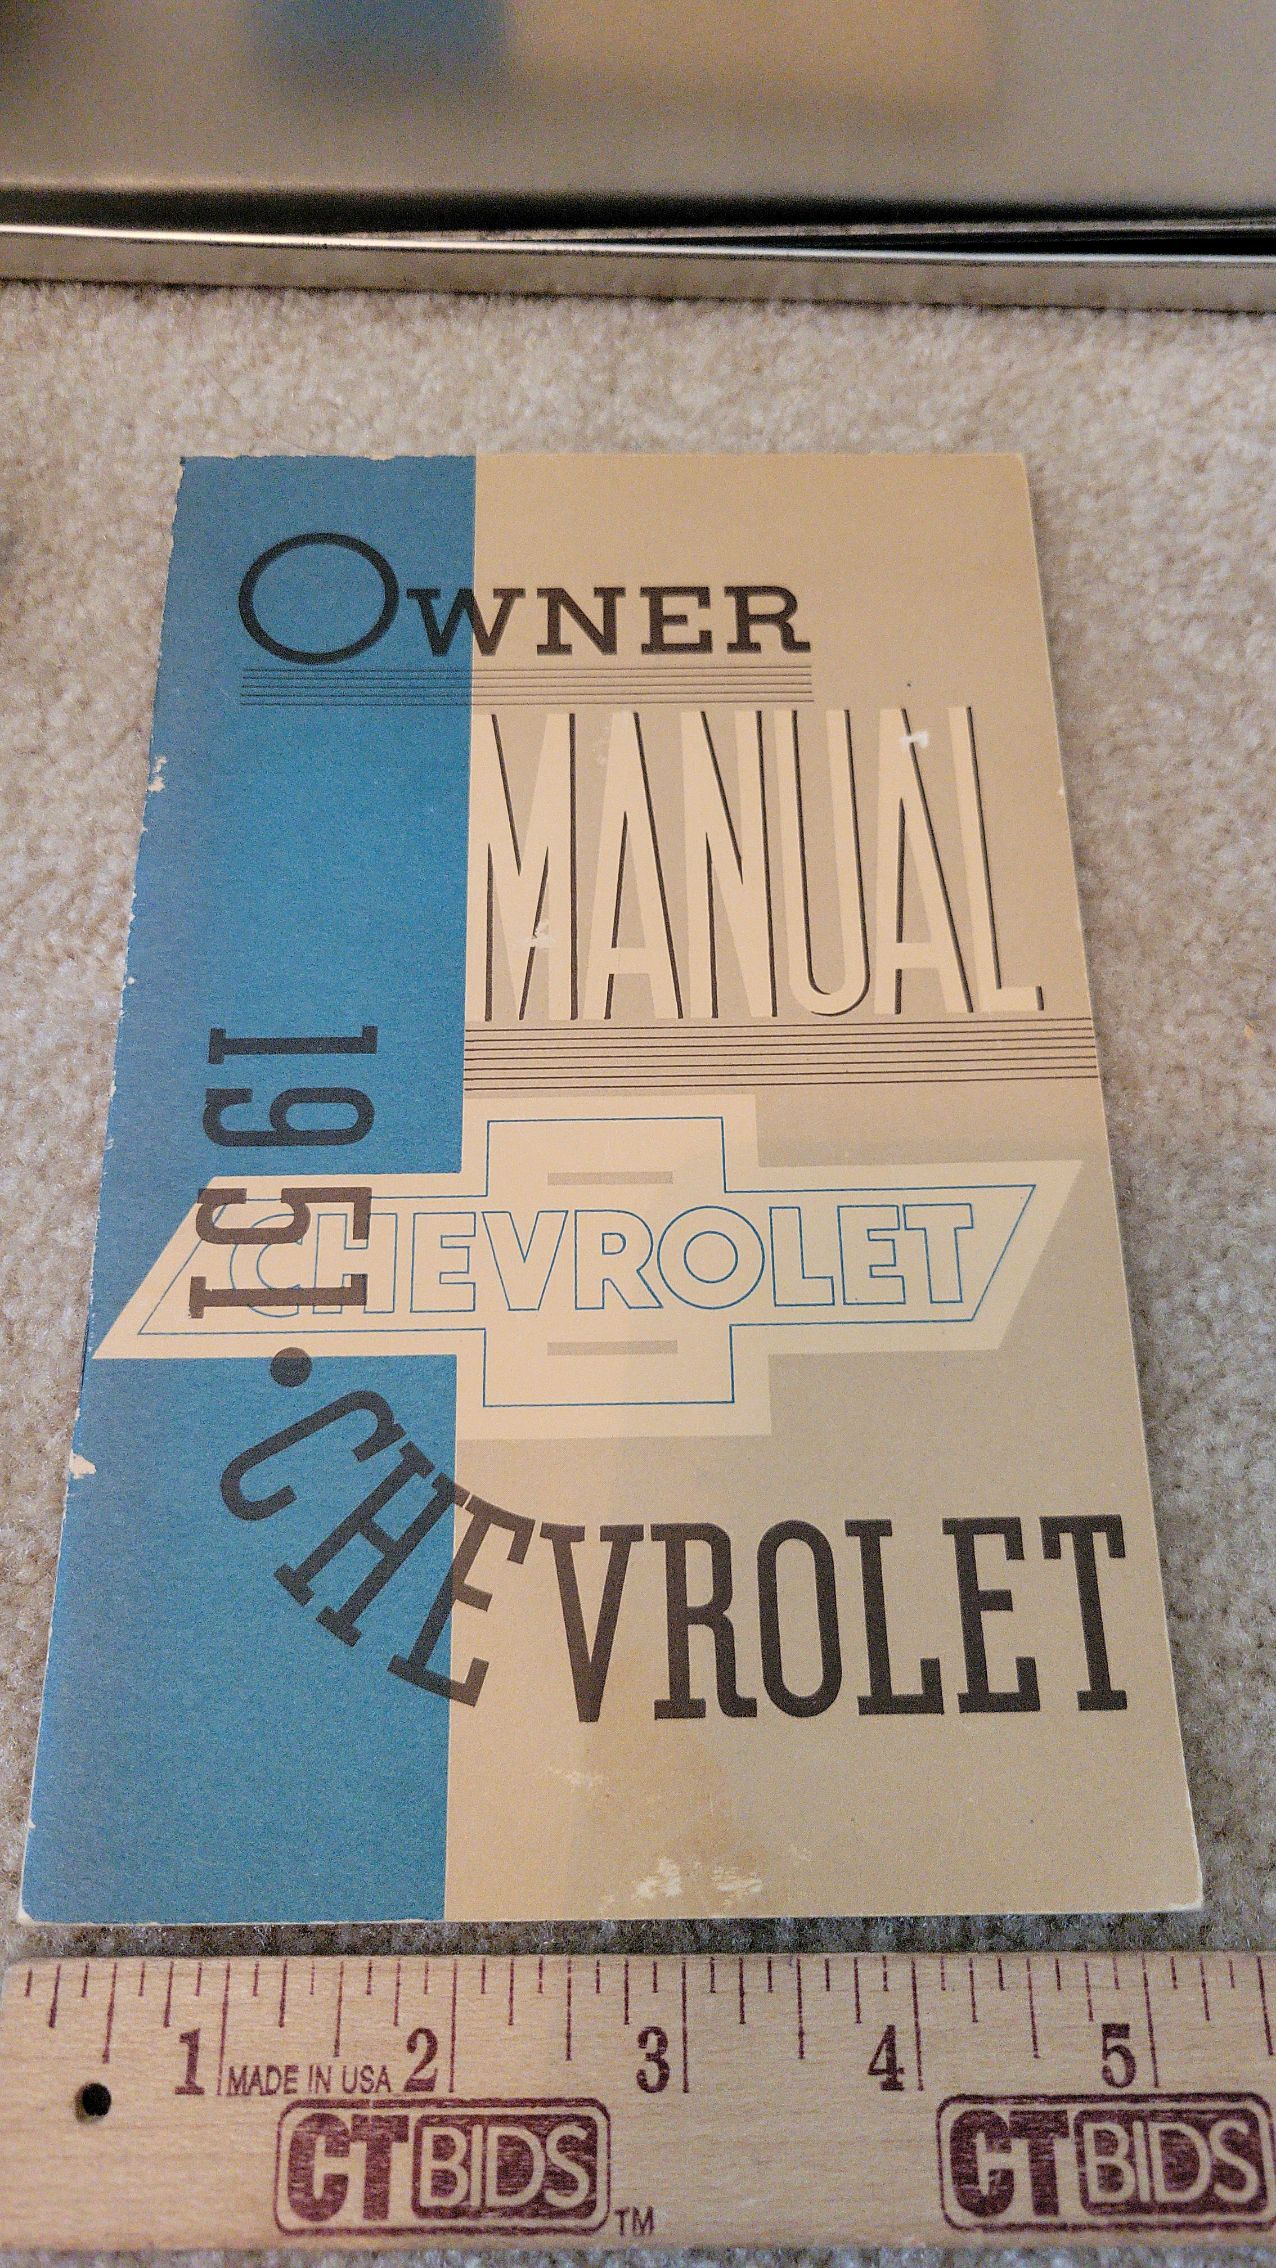 OWNER
MANUAL
CHEVROLET
1951 • CHEVROLET
1 2 3 4 5
MADE IN USA
CTBIDS TM CTBIDS